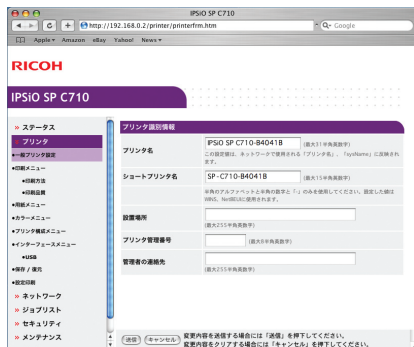 IPSiO SP C710
http://192.168.0.2/printer/printerfrm.htm
Google
Apple Amazon eBay Yahoo! News
RICOH
IPSiO SP C710
» ステータス
» プリンタ
●一般プリンタ設定
●印刷メニュー
●印刷方法
●印刷品質
●用紙メニュー
●カラーメニュー
●プリンタ構成メニュー
●インターフェースメニュー
●USB
●保存 / 復元
●設定印刷
» ネットワーク
» ジョブリスト
» セキュリティ
» メンテナンス
プリンタ識別情報
プリンタ名 IPSiO SP C710-B4041B (最大31半角英数字)
この設定値は、ネットワークで使用される「プリンタ名」、「sysName」に反映されます。
ショートプリンタ名 SP-C710-B4041B (最大15半角英数字)
半角のアルファベットと半角の数字と「-」のみを使用してください。設定した値はWINS、NetBEUIに使用されます。
設置場所
(最大255半角英数字)
プリンタ管理番号 (最大8半角英数字)
管理者の連絡先
(最大255半角英数字)
送信 キャンセル 変更内容を送信する場合には「送信」を押下してください。
変更内容をクリアする場合には「キャンセル」を押下してください。